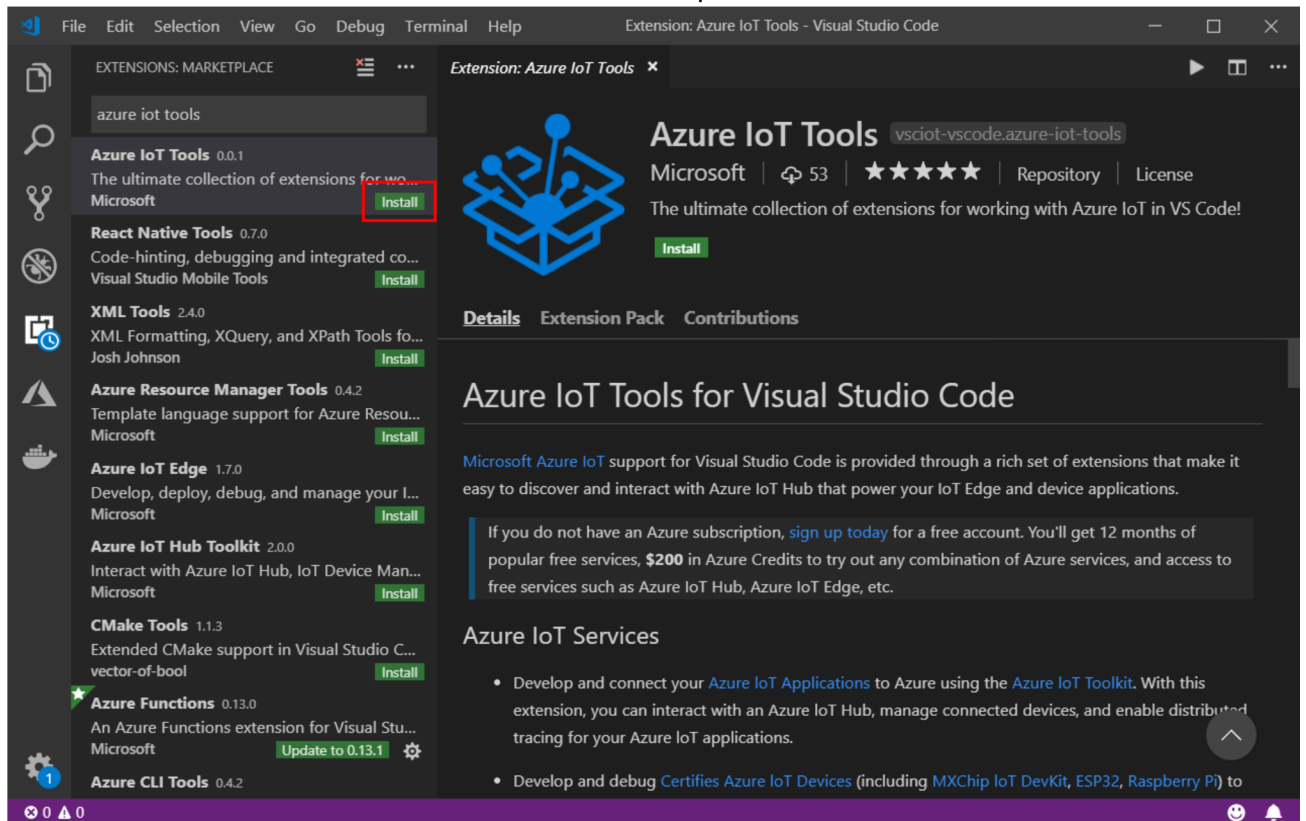 File Edit Selection View Go Debug Terminal Help Extension: Azure IoT Tools - Visual Studio Code
EXTENSIONS: MARKETPLACE
azure iot tools
Azure IoT Tools 0.0.1
The ultimate collection of extensions for wo...
Microsoft Install
React Native Tools 0.7.0
Code-hinting, debugging and integrated co...
Visual Studio Mobile Tools Install
XML Tools 2.4.0
XML Formatting, XQuery, and XPath Tools fo...
Josh Johnson Install
Azure Resource Manager Tools 0.4.2
Template language support for Azure Resou...
Microsoft Install
Azure IoT Edge 1.7.0
Develop, deploy, debug, and manage your I...
Microsoft Install
Azure IoT Hub Toolkit 2.0.0
Interact with Azure IoT Hub, IoT Device Man...
Microsoft Install
CMake Tools 1.1.3
Extended CMake support in Visual Studio C...
vector-of-bool Install
Azure Functions 0.13.0
An Azure Functions extension for Visual Stu...
Microsoft Update to 0.13.1
Azure CLI Tools 0.4.2
1
Extension: Azure IoT Tools
Azure IoT Tools vsciot-vscode.azure-iot-tools
Microsoft 53 Repository License
The ultimate collection of extensions for working with Azure IoT in VS Code!
Install
Details Extension Pack Contributions
Azure IoT Tools for Visual Studio Code
Microsoft Azure IoT support for Visual Studio Code is provided through a rich set of extensions that make it
easy to discover and interact with Azure IoT Hub that power your IoT Edge and device applications.
If you do not have an Azure subscription, sign up today for a free account. You'll get 12 months of
popular free services, $200 in Azure Credits to try out any combination of Azure services, and access to
free services such as Azure IoT Hub, Azure IoT Edge, etc.
Azure IoT Services
• Develop and connect your Azure IoT Applications to Azure using the Azure IoT Toolkit. With this
extension, you can interact with an Azure IoT Hub, manage connected devices, and enable distributed
tracing for your Azure IoT applications.
• Develop and debug Certifies Azure IoT Devices (including MXChip IoT DevKit, ESP32, Raspberry Pi) to
0 0